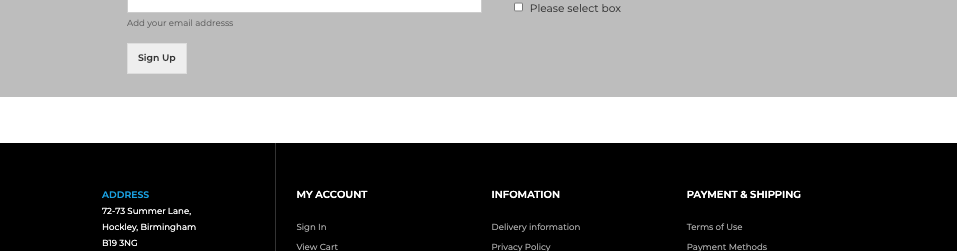 Please select box
Add your email addresss
Sign Up
ADDRESS
72-73 Summer Lane,
Hockley, Birmingham
B19 3NG
MY ACCOUNT
Sign In
View Cart
INFOMATION
Delivery information
Privacy Policy
PAYMENT & SHIPPING
Terms of Use
Payment Methods